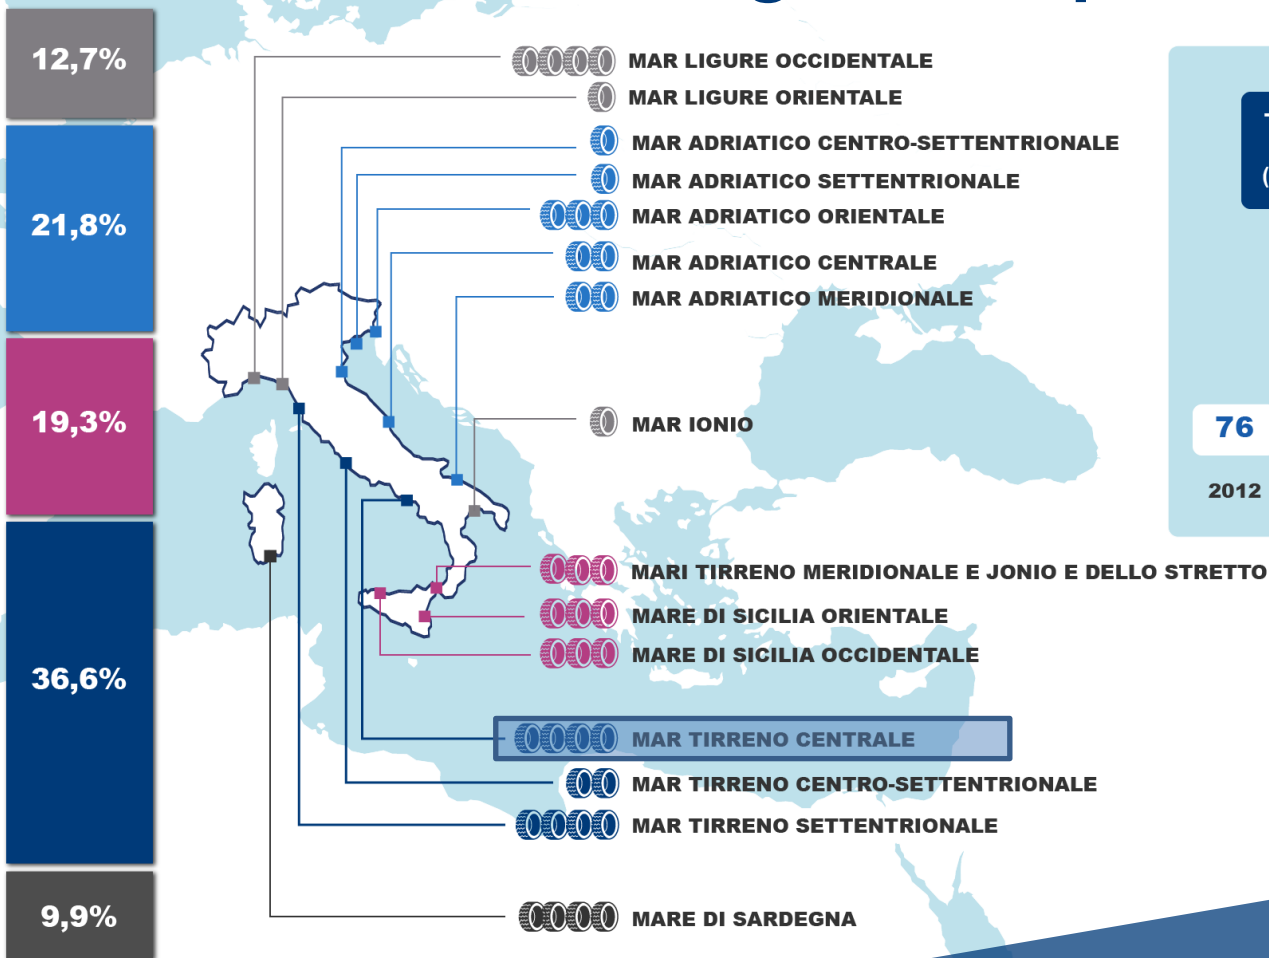 12,7%
21,8%
19,3%
36,6%
9,9%
MAR LIGURE OCCIDENTALE
MAR LIGURE ORIENTALE
MAR ADRIATICO CENTRO-SETTENTRIONALE
MAR ADRIATICO SETTENTRIONALE
MAR ADRIATICO ORIENTALE
MAR ADRIATICO CENTRALE
MAR ADRIATICO MERIDIONALE
MAR IONIO
MARI TIRRENO MERIDIONALE E JONIO E DELLO STRETTO
MARE DI SICILIA ORIENTALE
MARE DI SICILIA OCCIDENTALE
MAR TIRRENO CENTRALE
MAR TIRRENO CENTRO-SETTENTRIONALE
MAR TIRRENO SETTENTRIONALE
MARE DI SARDEGNA
76
2012